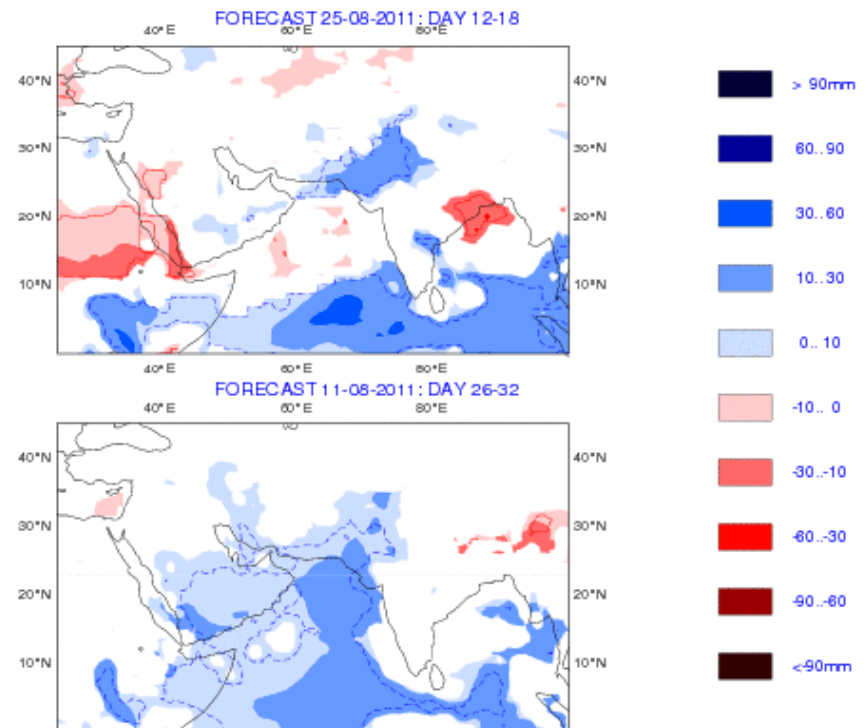 FORECAST 25-08-2011: DAY 12-18
40°E 60°E 80°E
40°N 40°N
30°N 30°N
20°N 20°N
10°N 10°N
40°E 60°E 80°E
FORECAST 11-08-2011: DAY 26-32
40°E 60°E 80°E
40°N 40°N
30°N 30°N
20°N 20°N
10°N 10°N
> 90mm
60..90
30..60
10..30
0.. 10
-10.. 0
-30..-10
-60..-30
-90..-60
<-90mm